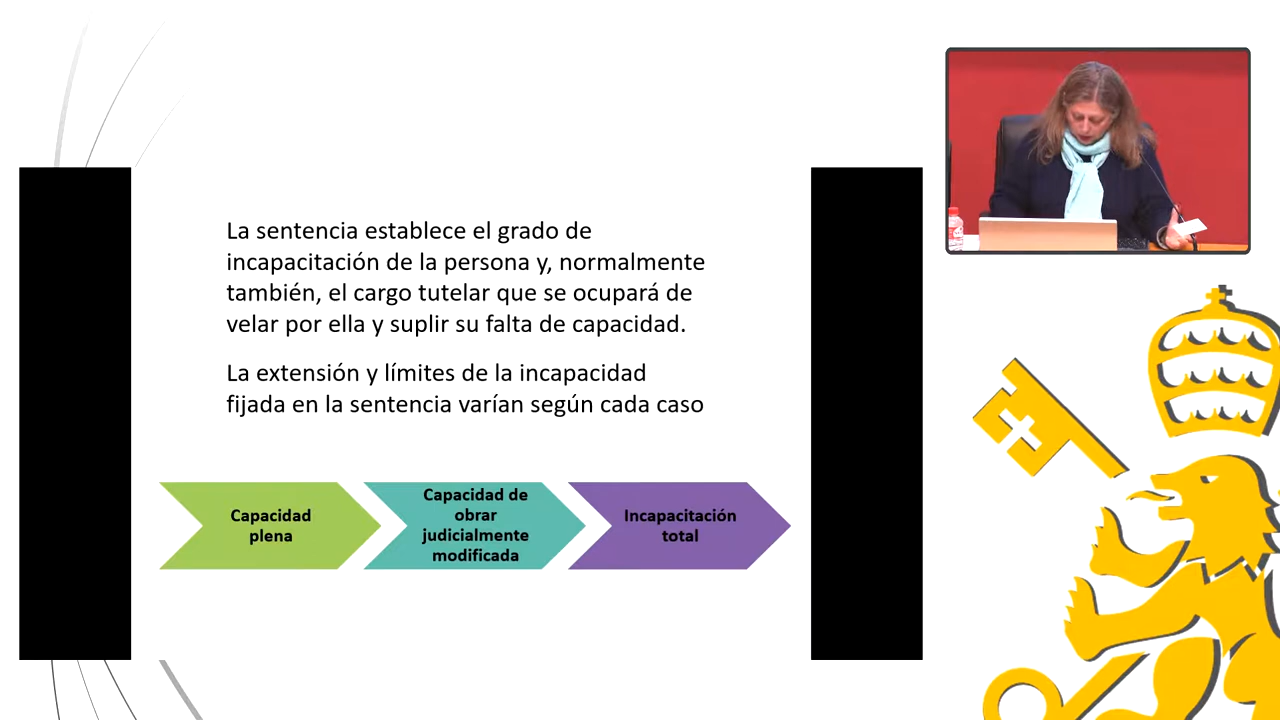 La sentencia establece el grado de
incapacitación de la persona y, normalmente
también, el cargo tutelar que se ocupará de
velar por ella y suplir su falta de capacidad.
La extensión y límites de la incapacidad
fijada en la sentencia varían según cada caso
Capacidad
plena
Capacidad de
obrar
judicialmente
modificada
Incapacitación
total